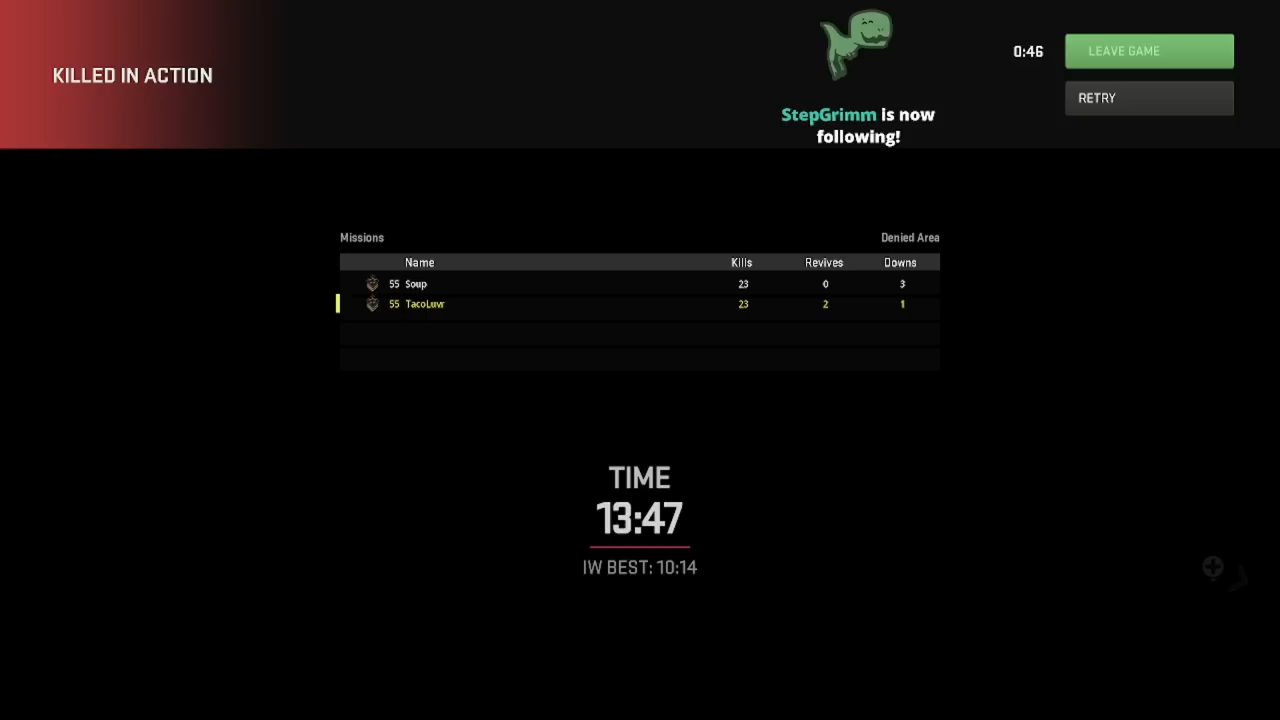 KILLED IN ACTION
StepGrimm is now
following!
0:46
LEAVE GAME
RETRY
Missions Denied Area
Name Kills Revives Downs
55 Soup 23 0 3
55 TacoLuvr 23 2 1
TIME
13:47
IW BEST: 10:14